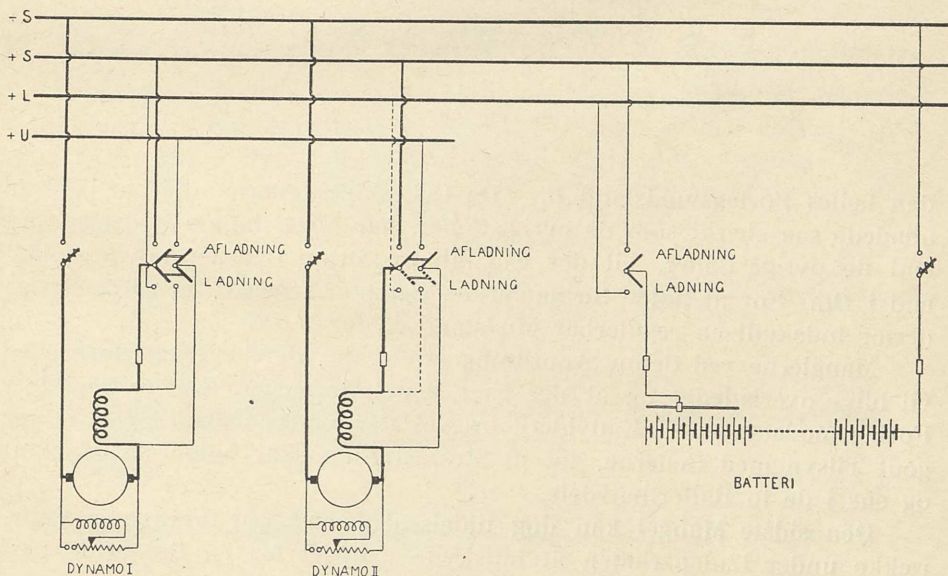 ÷ S
+ S
+ L
+ U
AFLADNING
LADNING
AFLADNING
LADNING
AFLADNING
LADNING
BATTERI
DYNAMO I
DYNAMO II